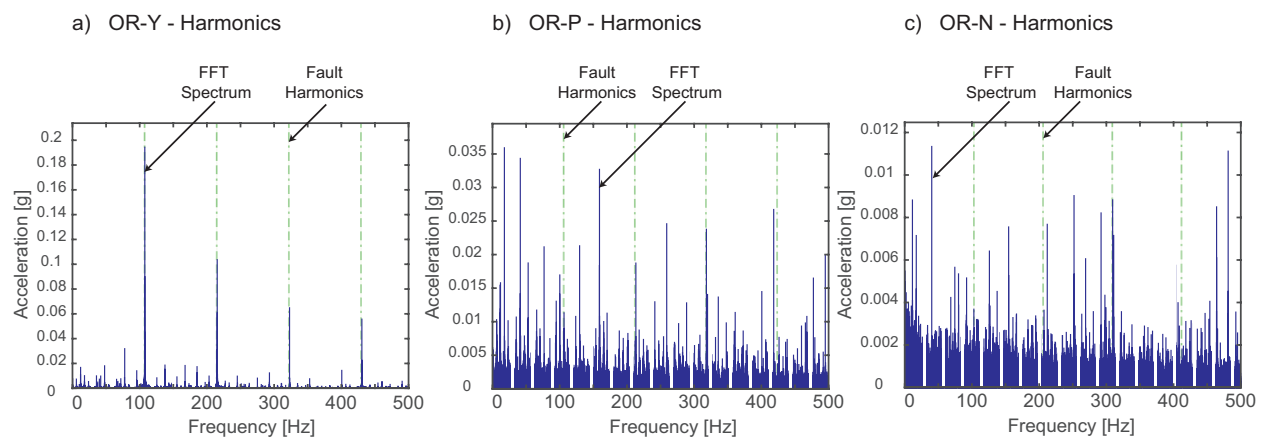 a) OR-Y - Harmonics
FFT
Spectrum
Fault
Harmonics
0.2
0.18
0.16
0.14
0.12
0.1
0.08
0.06
0.04
0.02
0
Acceleration [g]
0 100 200 300 400 500
Frequency [Hz]
b) OR-P - Harmonics
Fault
Harmonics
FFT
Spectrum
0.035
0.03
0.025
0.02
0.015
0.01
0.005
0
Acceleration [g]
0 100 200 300 400 500
Frequency [Hz]
c) OR-N - Harmonics
FFT
Spectrum
Fault
Harmonics
0.012
0.01
0.008
0.006
0.004
0.002
0
Acceleration [g]
0 100 200 300 400 500
Frequency [Hz]